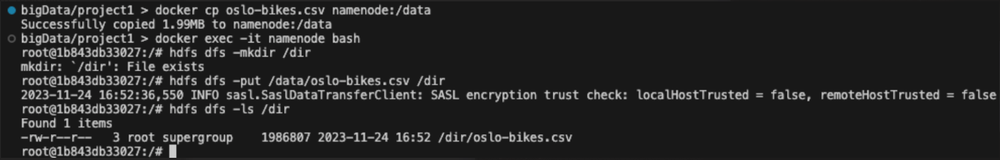 bigData/project1 > docker cp oslo-bikes.csv namenode:/data
Successfully copied 1.99MB to namenode:/data
bigData/project1 > docker exec -it namenode bash
root@1b843db33027:/# hdfs dfs -mkdir /dir
mkdir: `/dir': File exists
root@1b843db33027:/# hdfs dfs -put /data/oslo-bikes.csv /dir
2023-11-24 16:52:36,550 INFO sasl.SaslDataTransferClient: SASL encryption trust check: localHostTrusted = false, remoteHostTrusted = false
root@1b843db33027:/# hdfs dfs -ls /dir
Found 1 items
-rw-r--r--   3 root supergroup    1986807 2023-11-24 16:52 /dir/oslo-bikes.csv
root@1b843db33027:/#